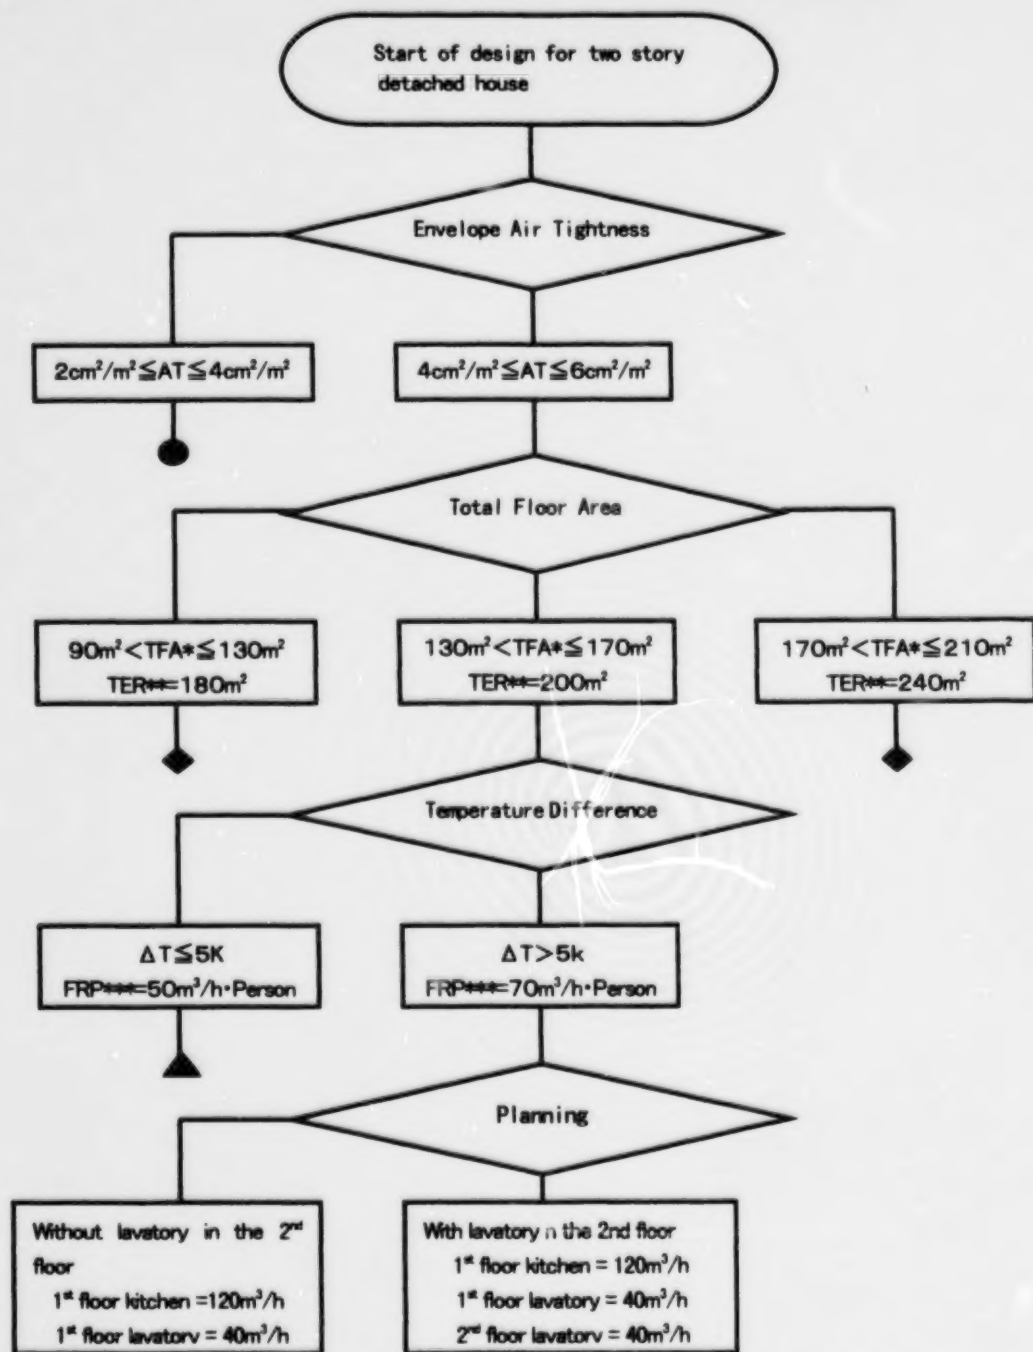 Start of design for two story
detached house
Envelope Air Tightness
2cm²/m²≦AT≦4cm²/m²
4cm²/m²≦AT≦6cm²/m²
Total Floor Area
90m²<TFA*≦130m²
TER**=180m²
130m²<TFA*≦170m²
TER**=200m²
170m²<TFA*≦210m²
TER**=240m²
Temperature Difference
ΔT≦5K
FRP***=50m³/h·Person
ΔT>5k
FRP***=70m³/h·Person
Planning
Without lavatory in the 2nd
floor
1st floor kitchen =120m³/h
1st floor lavatory = 40m³/h
With lavatory n the 2nd floor
1st floor kitchen = 120m³/h
1st floor lavatory = 40m³/h
2nd floor lavatory = 40m³/h